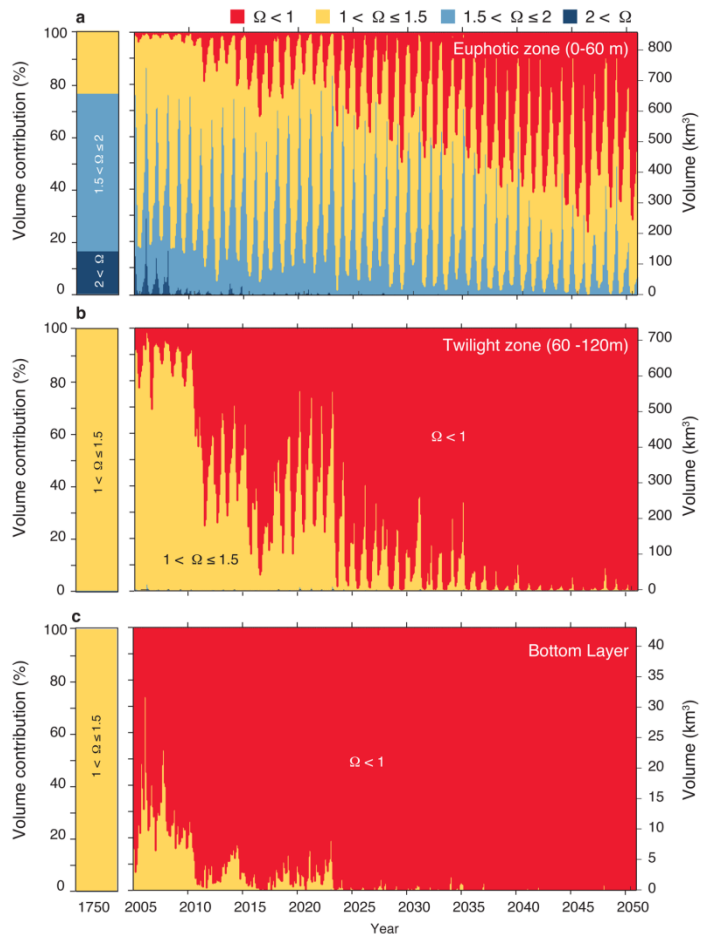 a
Ω < 1
1 < Ω ≤ 1.5
1.5 < Ω ≤ 2
2 < Ω
Volume contribution (%)
100
80
60
40
20
0
1.5 < Ω ≤ 2
2 < Ω
Euphotic zone (0-60 m)
800
700
600
500
400
300
200
100
0
Volume (km³)
b
Volume contribution (%)
100
80
60
40
20
0
1 < Ω ≤ 1.5
Twilight zone (60 -120m)
Ω < 1
1 < Ω ≤ 1.5
700
600
500
400
300
200
100
0
Volume (km³)
c
Volume contribution (%)
100
80
60
40
20
0
1 < Ω ≤ 1.5
Bottom Layer
Ω < 1
40
35
30
25
20
15
10
5
0
Volume (km³)
1750
2005
2010
2015
2020
2025
2030
2035
2040
2045
2050
Year